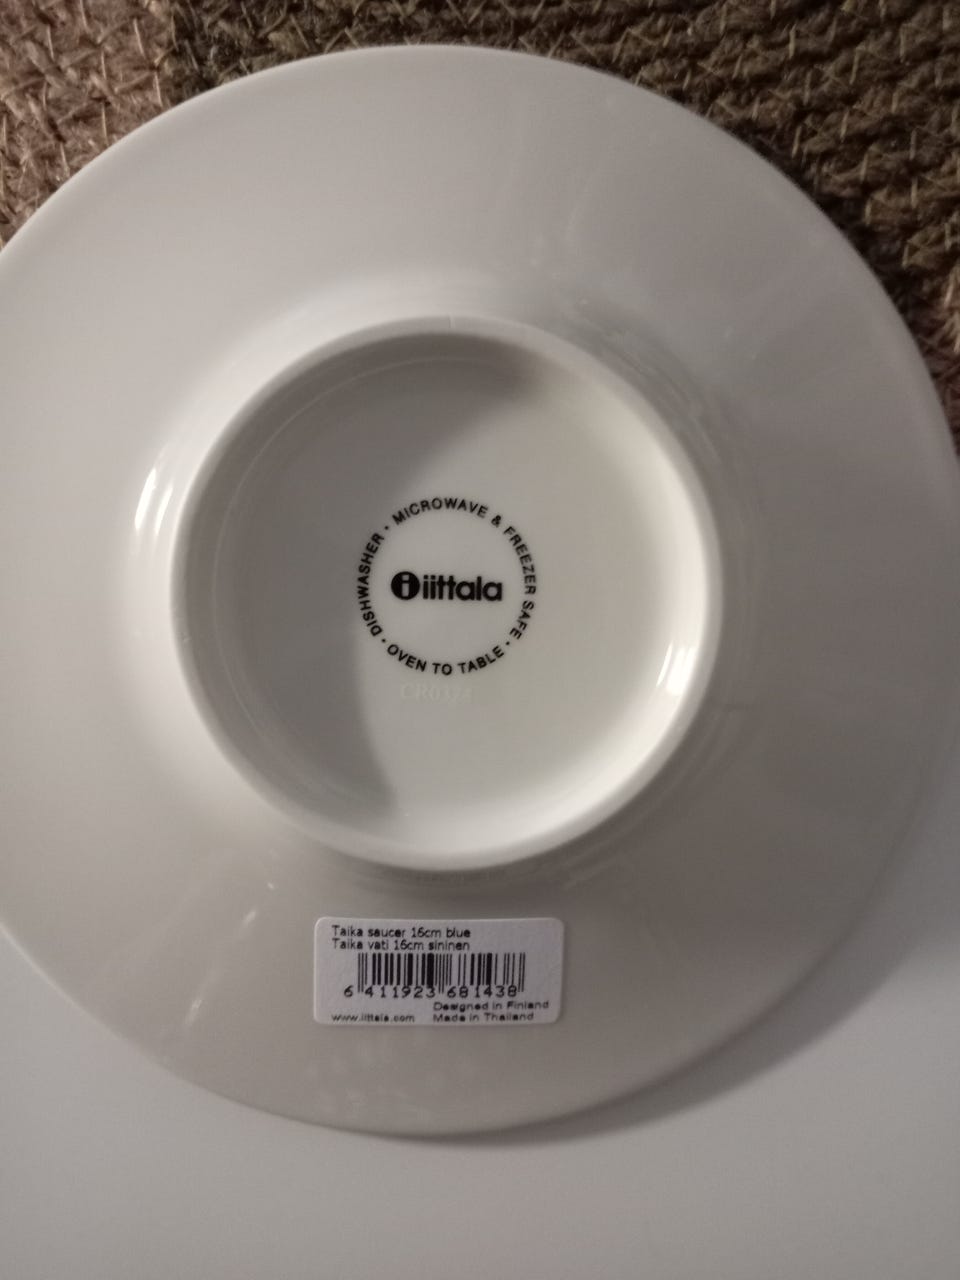 DISHWASHER • MICROWAVE & FREEZER SAFE • OVEN TO TABLE •
iittala
Taika saucer 16cm blue
Taika vati 16cm sininen
6 411923 681438
Designed in Finland
www.iittala.com Made in Thailand